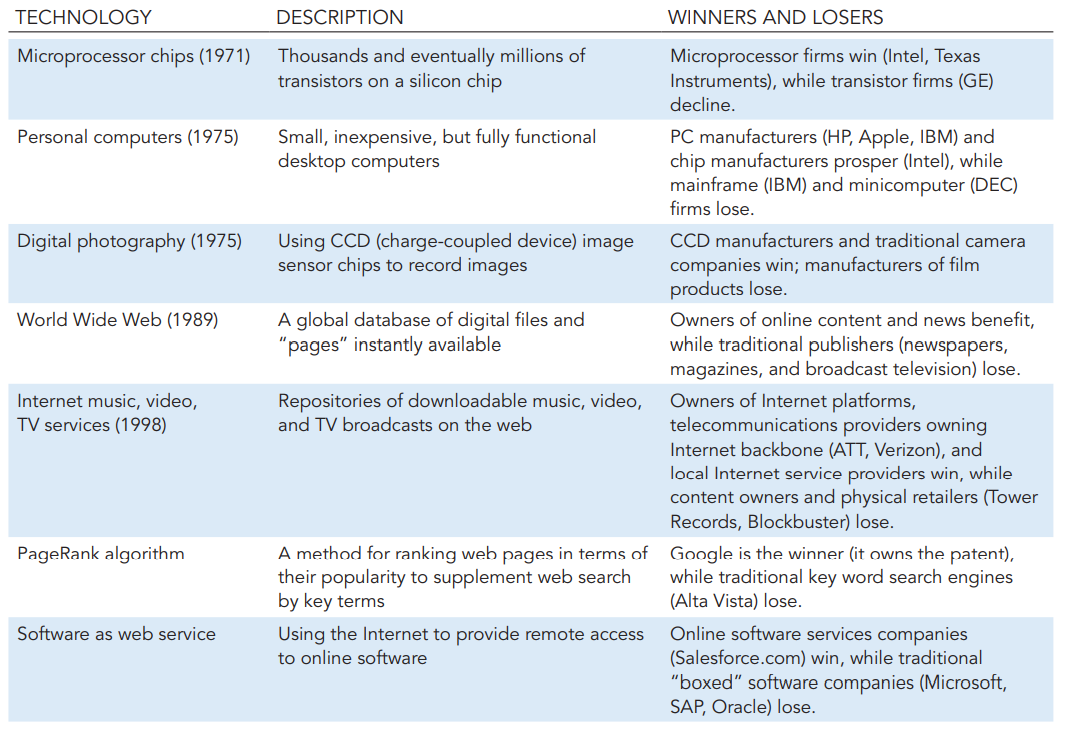 TECHNOLOGY DESCRIPTION WINNERS AND LOSERS
Microprocessor chips (1971) Thousands and eventually millions of Microprocessor firms win (Intel, Texas
transistors on a silicon chip Instruments), while transistor firms (GE)
decline.
Personal computers (1975) Small, inexpensive, but fully functional PC manufacturers (HP, Apple, IBM) and
desktop computers chip manufacturers prosper (Intel), while
mainframe (IBM) and minicomputer (DEC)
firms lose.
Digital photography (1975) Using CCD (charge-coupled device) image CCD manufacturers and traditional camera
sensor chips to record images companies win; manufacturers of film
products lose.
World Wide Web (1989) A global database of digital files and Owners of online content and news benefit,
“pages” instantly available while traditional publishers (newspapers,
magazines, and broadcast television) lose.
Internet music, video, Repositories of downloadable music, video, Owners of Internet platforms,
TV services (1998) and TV broadcasts on the web telecommunications providers owning
Internet backbone (ATT, Verizon), and
local Internet service providers win, while
content owners and physical retailers (Tower
Records, Blockbuster) lose.
PageRank algorithm A method for ranking web pages in terms of Google is the winner (it owns the patent),
their popularity to supplement web search while traditional key word search engines
by key terms (Alta Vista) lose.
Software as web service Using the Internet to provide remote access Online software services companies
to online software (Salesforce.com) win, while traditional
“boxed” software companies (Microsoft,
SAP, Oracle) lose.